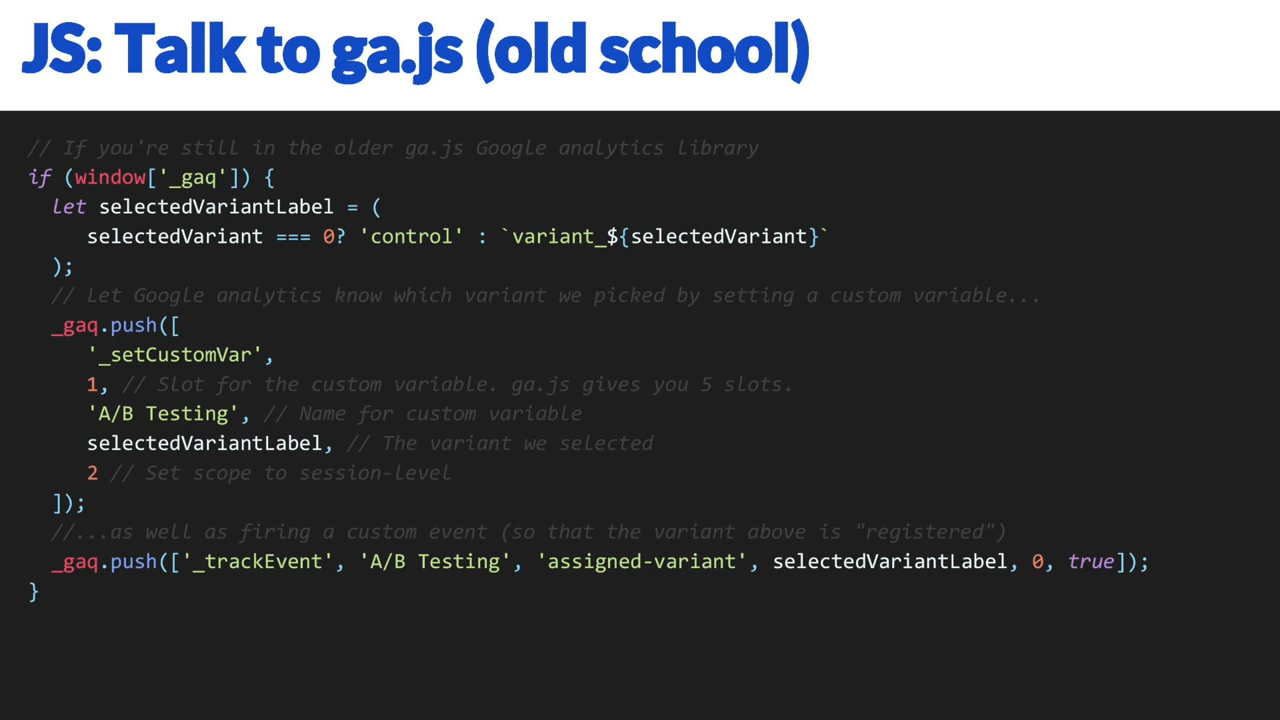 JS: Talk to ga.js (old school)
// If you're still in the older ga.js Google analytics library
if (window['_gaq']) {
  let selectedVariantLabel = (
     selectedVariant === 0? 'control' : `variant_${selectedVariant}`
  );
  // Let Google analytics know which variant we picked by setting a custom variable...
  _gaq.push([
     '_setCustomVar',
     1, // Slot for the custom variable. ga.js gives you 5 slots.
     'A/B Testing', // Name for custom variable
     selectedVariantLabel, // The variant we selected
     2 // Set scope to session-level
  ]);
  //...as well as firing a custom event (so that the variant above is "registered")
  _gaq.push(['_trackEvent', 'A/B Testing', 'assigned-variant', selectedVariantLabel, 0, true]);
}